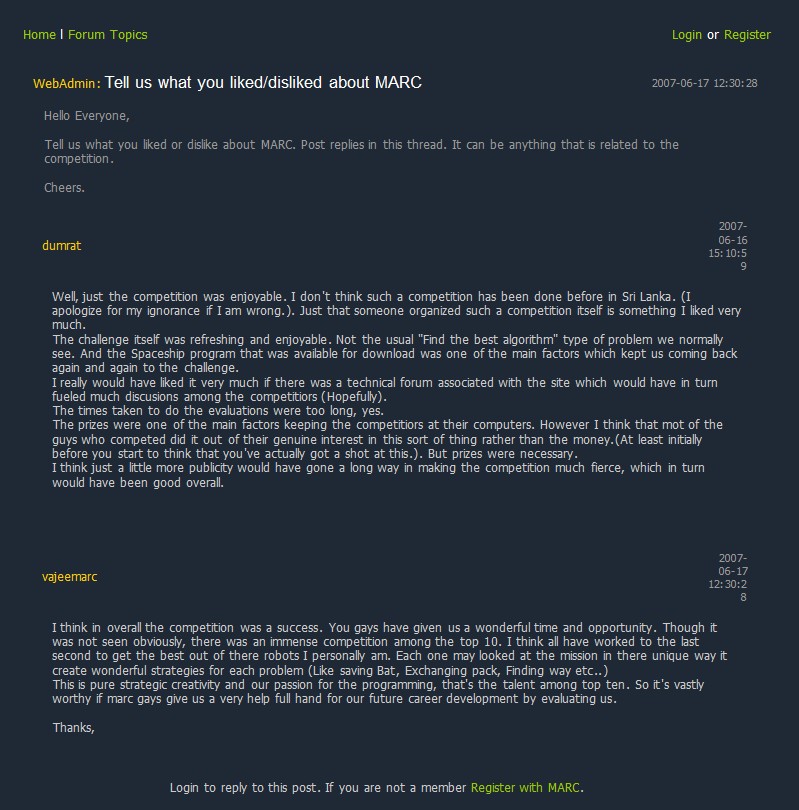 Home | Forum Topics
Login or Register
WebAdmin: Tell us what you liked/disliked about MARC
2007-06-17 12:30:28
Hello Everyone,
Tell us what you liked or dislike about MARC. Post replies in this thread. It can be anything that is related to the
competition.
Cheers.
dumrat
2007-
06-16
15:10:5
9
Well, just the competition was enjoyable. I don't think such a competition has been done before in Sri Lanka. (I
apologize for my ignorance if I am wrong.). Just that someone organized such a competition itself is something I liked very
much.
The challenge itself was refreshing and enjoyable. Not the usual "Find the best algorithm" type of problem we normally
see. And the Spaceship program that was available for download was one of the main factors which kept us coming back
again and again to the challenge.
I really would have liked it very much if there was a technical forum associated with the site which would have in turn
fueled much discusions among the competitiors (Hopefully).
The times taken to do the evaluations were too long, yes.
The prizes were one of the main factors keeping the competitiors at their computers. However I think that mot of the
guys who competed did it out of their genuine interest in this sort of thing rather than the money.(At least initially
before you start to think that you've actually got a shot at this.). But prizes were necessary.
I think just a little more publicity would have gone a long way in making the competition much fierce, which in turn
would have been good overall.
vajeemarc
2007-
06-17
12:30:2
8
I think in overall the competition was a success. You gays have given us a wonderful time and opportunity. Though it
was not seen obviously, there was an immense competition among the top 10. I think all have worked to the last
second to get the best out of there robots I personally am. Each one may looked at the mission in there unique way it
create wonderful strategies for each problem (Like saving Bat, Exchanging pack, Finding way etc..)
This is pure strategic creativity and our passion for the programming, that's the talent among top ten. So it's vastly
worthy if marc gays give us a very help full hand for our future career development by evaluating us.
Thanks,
Login to reply to this post. If you are not a member Register with MARC.